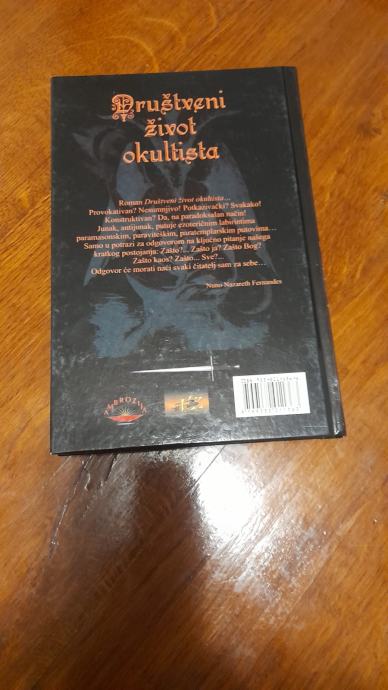 Društveni
život
okultista
Roman Društveni život okultista...
Provokativan? Nesumnjivo! Potkazivački? Svakako!
Konstruktivan? Da, na paradoksalan način!
Junak, antijunak, putuje ezoteričnim labirintima
paramasonskim, paraviteškim, paratemplarskim putovima...
Samo u potrazi za odgovorom na ključno pitanje našega
kratkog postojanja: Zašto?... Zašto ja? Zašto Bog?
Zašto kaos? Zašto... Sve?...
Odgovor će morati naći svaki čitatelj sam za sebe...
Nuno Nazareth Fernandes